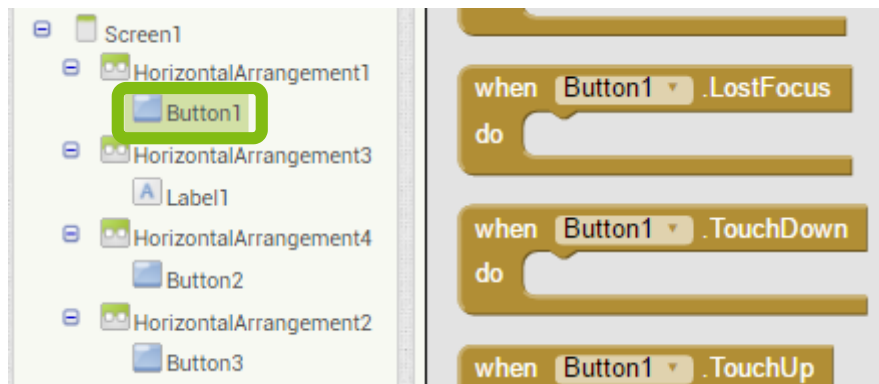 Screen1
HorizontalArrangement1
Button1
HorizontalArrangement3
A Label1
HorizontalArrangement4
Button2
HorizontalArrangement2
Button3
when Button1 .LostFocus
do
when Button1 .TouchDown
do
when Button1 .TouchUp